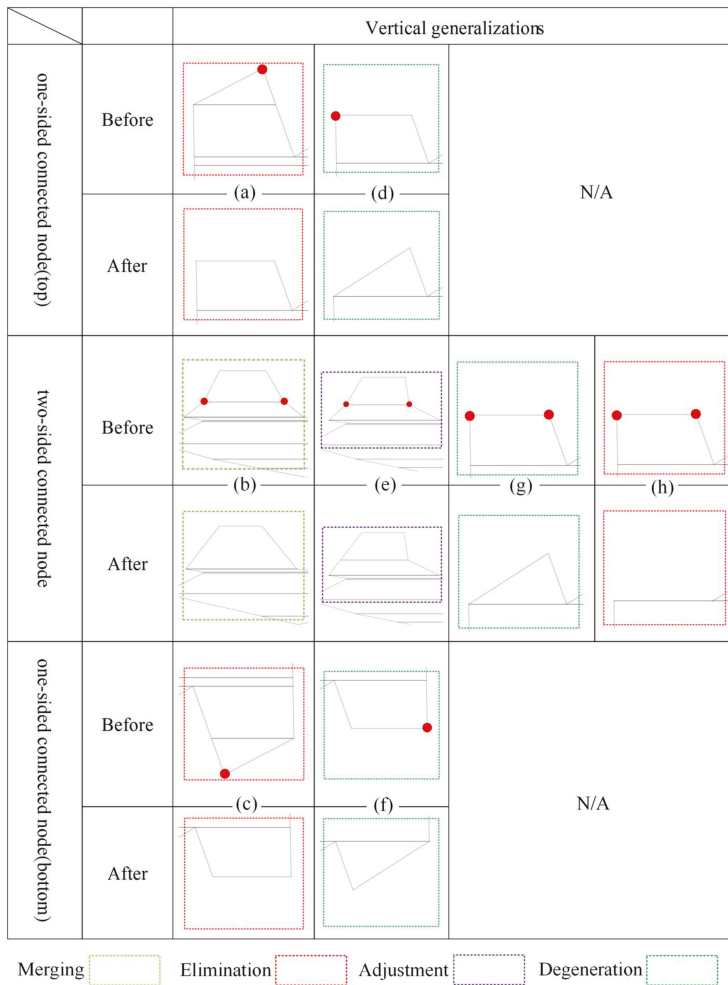 Vertical generalizations
one-sided connected node(top)
Before
(a)
(d)
N/A
After
two-sided connected node
Before
(b)
(e)
(g)
(h)
After
one-sided connected node(bottom)
Before
(c)
(f)
N/A
After
Merging
Elimination
Adjustment
Degeneration